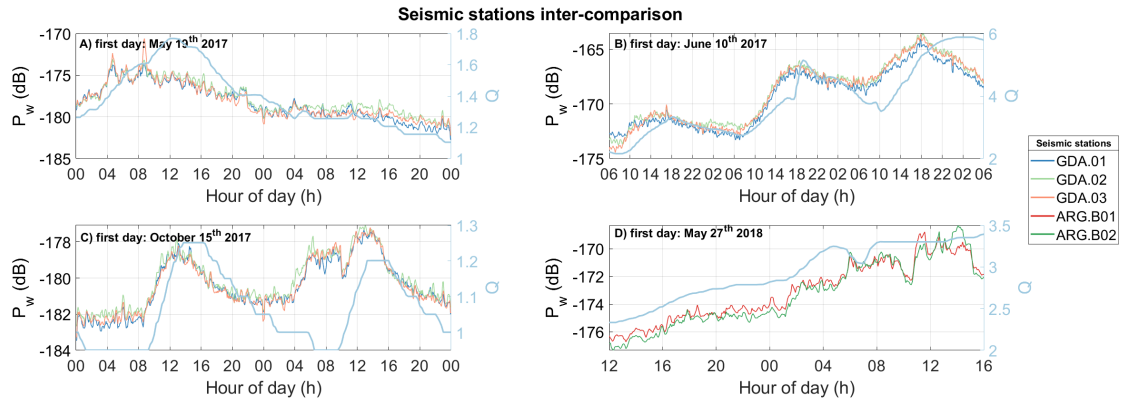 Seismic stations inter-comparison
A) first day: May 19th 2017
-170
-175
-180
-185
P_w (dB)
1.8
1.6
1.4
1.2
1
Q
00 04 08 12 16 20 00 04 08 12 16 20 00
Hour of day (h)
B) first day: June 10th 2017
-165
-170
-175
P_w (dB)
6
4
2
Q
06 10 14 18 22 02 06 10 14 18 22 02 06 10 14 18 22 02 06
Hour of day (h)
Seismic stations
GDA.01
GDA.02
GDA.03
ARG.B01
ARG.B02
C) first day: October 15th 2017
-178
-180
-182
-184
P_w (dB)
1.3
1.2
1.1
1
Q
00 04 08 12 16 20 00 04 08 12 16 20 00
Hour of day (h)
D) first day: May 27th 2018
-170
-172
-174
-176
P_w (dB)
3.5
3
2.5
2
Q
12 16 20 00 04 08 12 16
Hour of day (h)